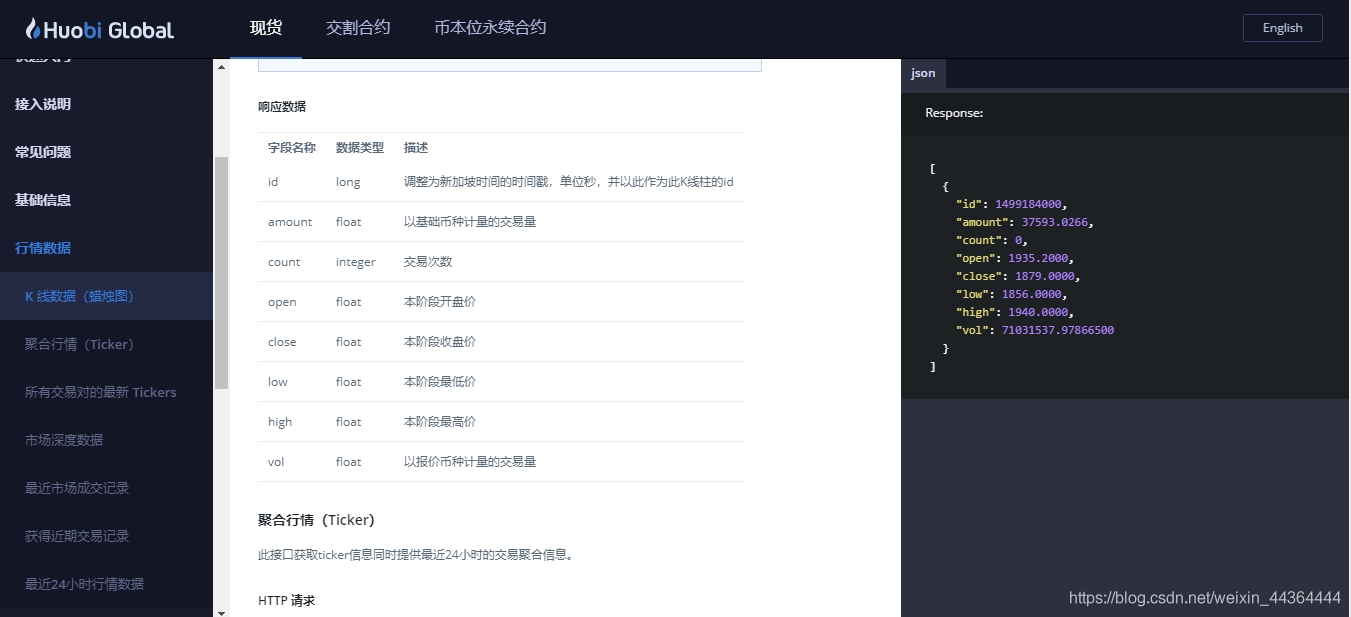 Huobi Global
现货
交割合约
币本位永续合约
English
接入说明
常见问题
基础信息
行情数据
K 线数据（蜡烛图）
聚合行情（Ticker）
所有交易对的最新 Tickers
市场深度数据
最近市场成交记录
获得近期交易记录
最近24小时行情数据
响应数据
字段名称 数据类型 描述
id long 调整为新加坡时间的时间戳，单位秒，并以此作为此K线柱的id
amount float 以基础币种计量的交易量
count integer 交易次数
open float 本阶段开盘价
close float 本阶段收盘价
low float 本阶段最低价
high float 本阶段最高价
vol float 以报价币种计量的交易量
聚合行情（Ticker）
此接口获取ticker信息同时提供最近24小时的交易聚合信息。
HTTP 请求
json
Response:
[
{
"id": 1499184000,
"amount": 37593.0266,
"count": 0,
"open": 1935.2000,
"close": 1879.0000,
"low": 1856.0000,
"high": 1940.0000,
"vol": 71031537.97866500
}
]
https://blog.csdn.net/weixin_44364444